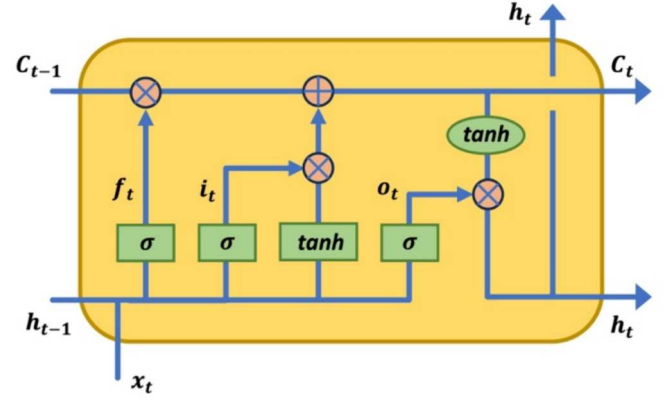 h_t
C_{t-1}
C_t
tanh
f_t
i_t
o_t
σ
σ
tanh
σ
h_{t-1}
h_t
x_t